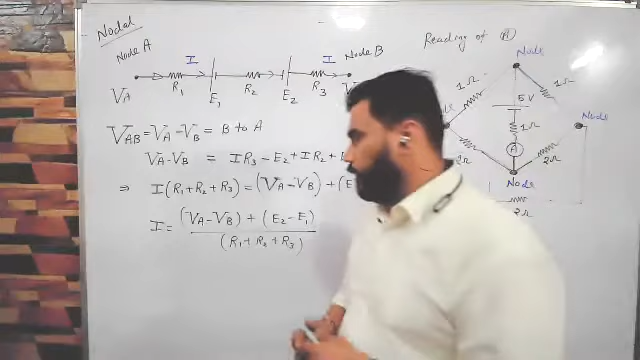 Nodal
Reading of A
Node A
I
I
Node B
R1
R2
R3
E1
E2
VA
Node
1Ω
1Ω
5V
Node
1Ω
A
2Ω
Node
2Ω
VAB = VA - VB = B to A
VA - VB = IR3 - E2 + IR2 +
⇒ I(R1+R2+R3) = (VA - VB) + (E
I = (VA - VB) + (E2 - E1)
(R1 + R2 + R3)